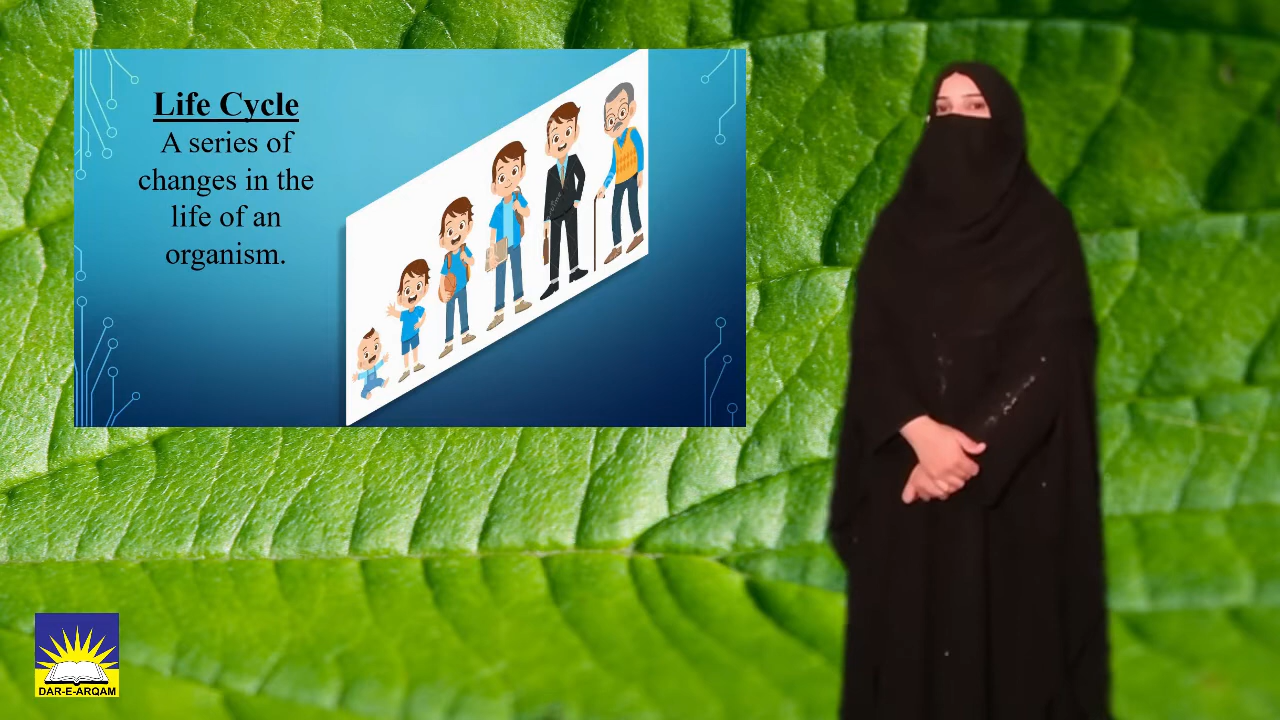 Life Cycle
A series of
changes in the
life of an
organism.
DAR-E-ARQAM